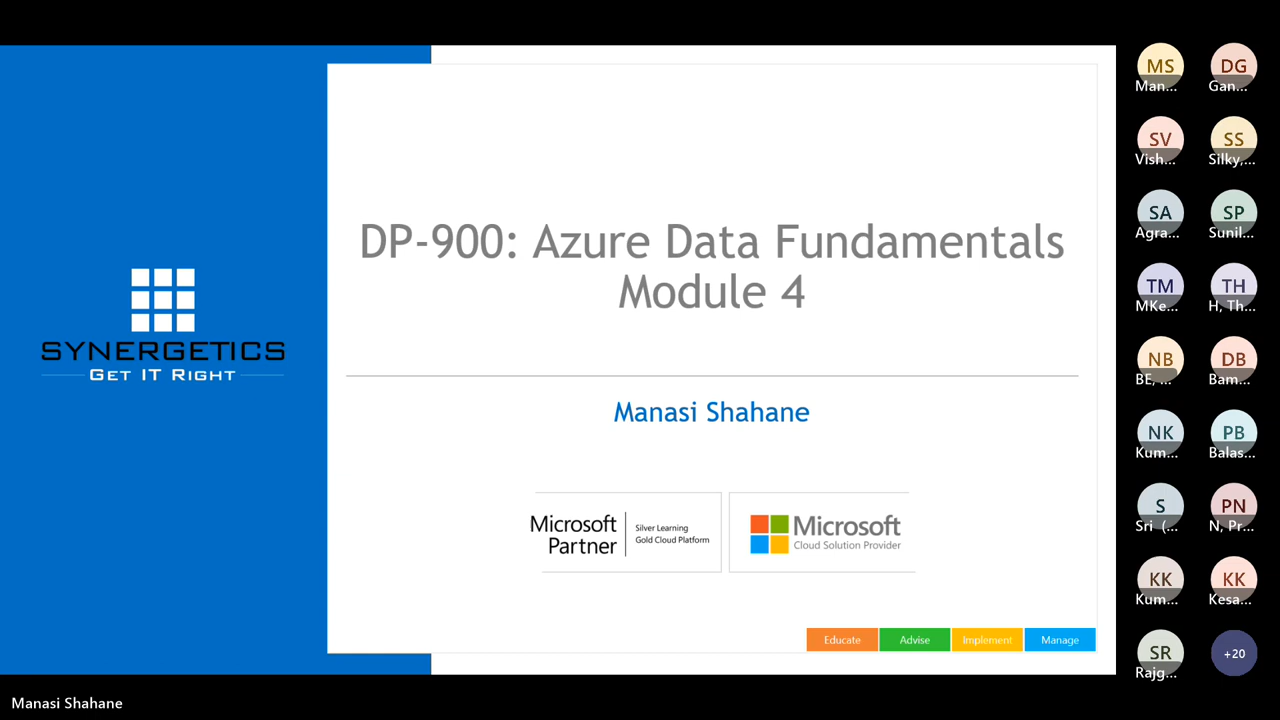 SYNERGETICS
GET IT RIGHT
DP-900: Azure Data Fundamentals
Module 4
Manasi Shahane
Microsoft
Partner
Silver Learning
Gold Cloud Platform
Microsoft
Cloud Solution Provider
Educate
Advise
Implement
Manage
MS
Man...
DG
Gan...
SV
Vish...
SS
Silky,...
SA
Agra...
SP
Sunil...
TM
MKe...
TH
H, Th...
NB
BE, ...
DB
Bam...
NK
Kum...
PB
Balas...
S
Sri (...
PN
N, Pr...
KK
Kum...
KK
Kesa...
SR
Rajg...
+20
Manasi Shahane